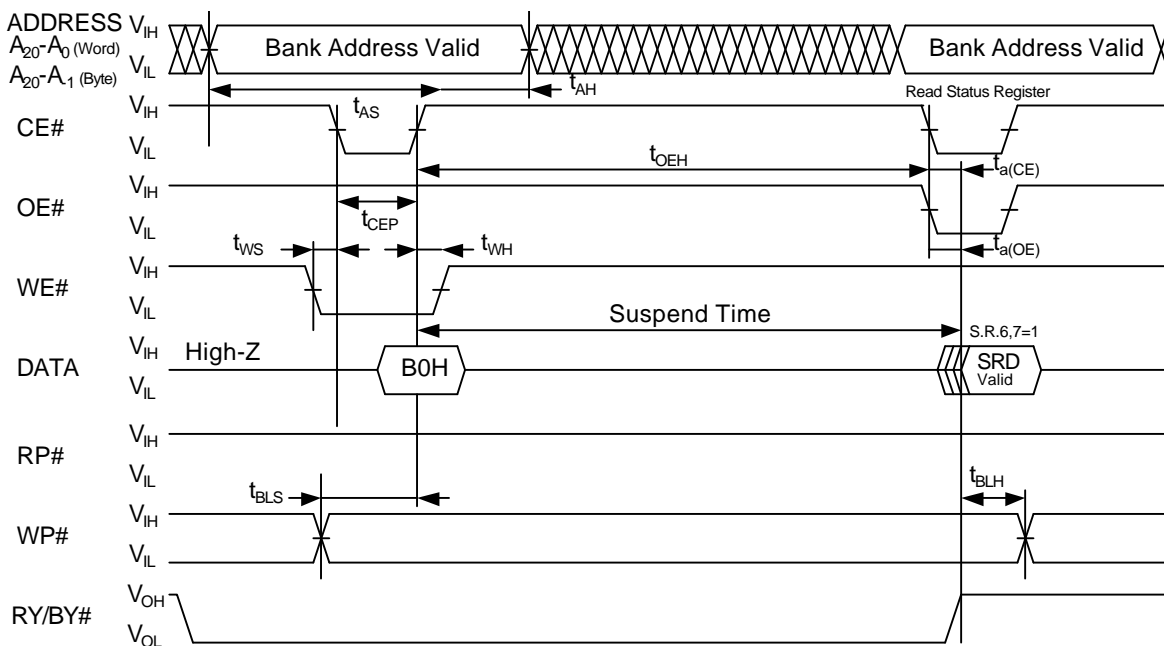 ADDRESS VIH
A20-A0 (Word) Bank Address Valid Bank Address Valid
VIL
A20-A-1 (Byte)
tAH
VIH tAS Read Status Register
CE#
VIL
tOEH ta(CE)
VIH
OE#
tCEP
VIL
tWS tWH ta(OE)
VIH
WE#
VIL
Suspend Time
S.R.6,7=1
VIH High-Z
DATA B0H SRD
VIL Valid
VIH
RP#
VIL
tBLS tBLH
VIH
WP#
VIL
VOH
RY/BY#
VOL